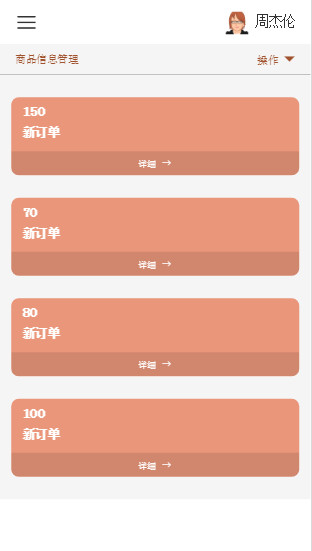 周杰伦
商品信息管理
操作
150
新订单
详细 →
70
新订单
详细 →
80
新订单
详细 →
100
新订单
详细 →